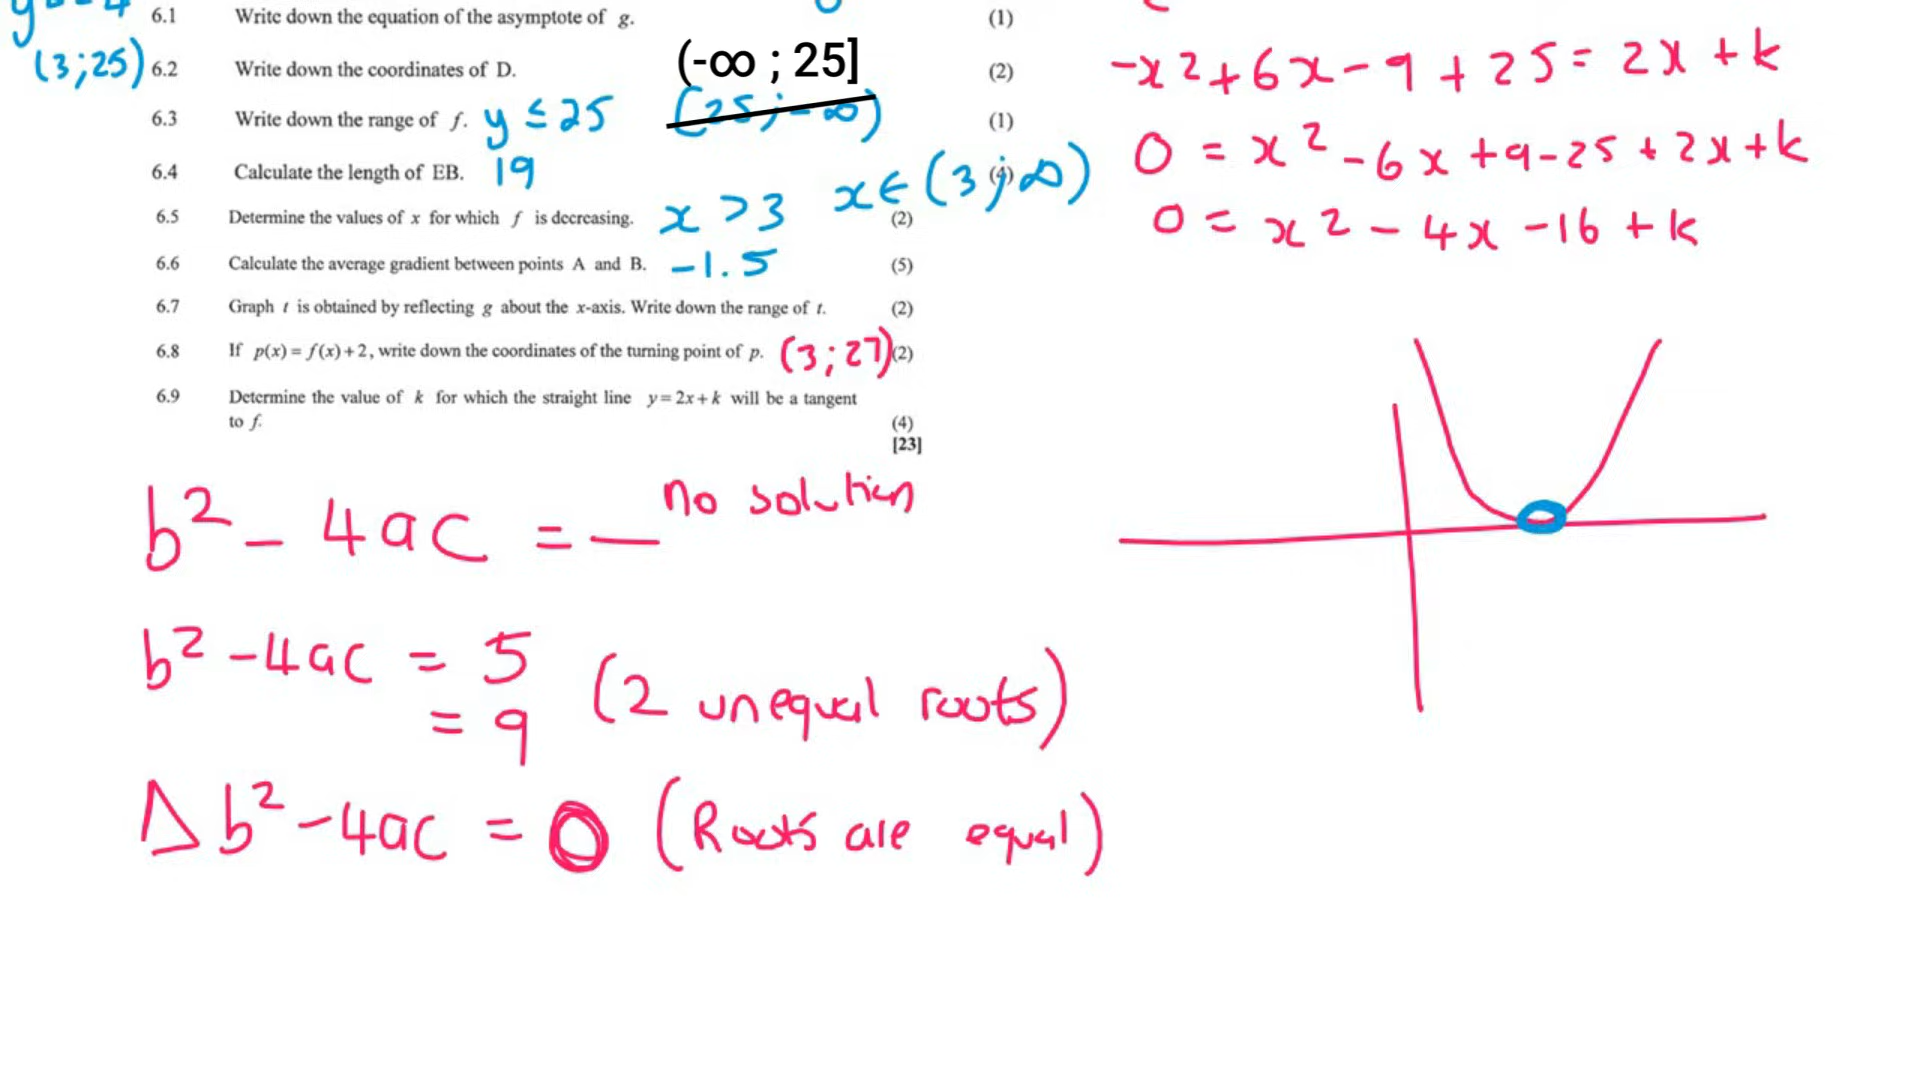 y = -4
6.1 Write down the equation of the asymptote of g. (1)
(3;25) 6.2 Write down the coordinates of D. (-∞ ; 25] (2)
6.3 Write down the range of f. y ≤ 25 (25 ; -∞) (1)
6.4 Calculate the length of EB. 19 (4)
6.5 Determine the values of x for which f is decreasing. x > 3 x ∈ (3 ; ∞) (2)
6.6 Calculate the average gradient between points A and B. -1.5 (5)
6.7 Graph t is obtained by reflecting g about the x-axis. Write down the range of t. (2)
6.8 If p(x) = f(x) + 2, write down the coordinates of the turning point of p. (3 ; 27) (2)
6.9 Determine the value of k for which the straight line y = 2x + k will be a tangent
to f. (4)
[23]
-x2 + 6x - 9 + 25 = 2x + k
0 = x2 - 6x + 9 - 25 + 2x + k
0 = x2 - 4x - 16 + k
b2 - 4ac = — no solution
b2 - 4ac = 5
= 9 (2 unequal roots)
Δ b2 - 4ac = 0 (Roots are equal)